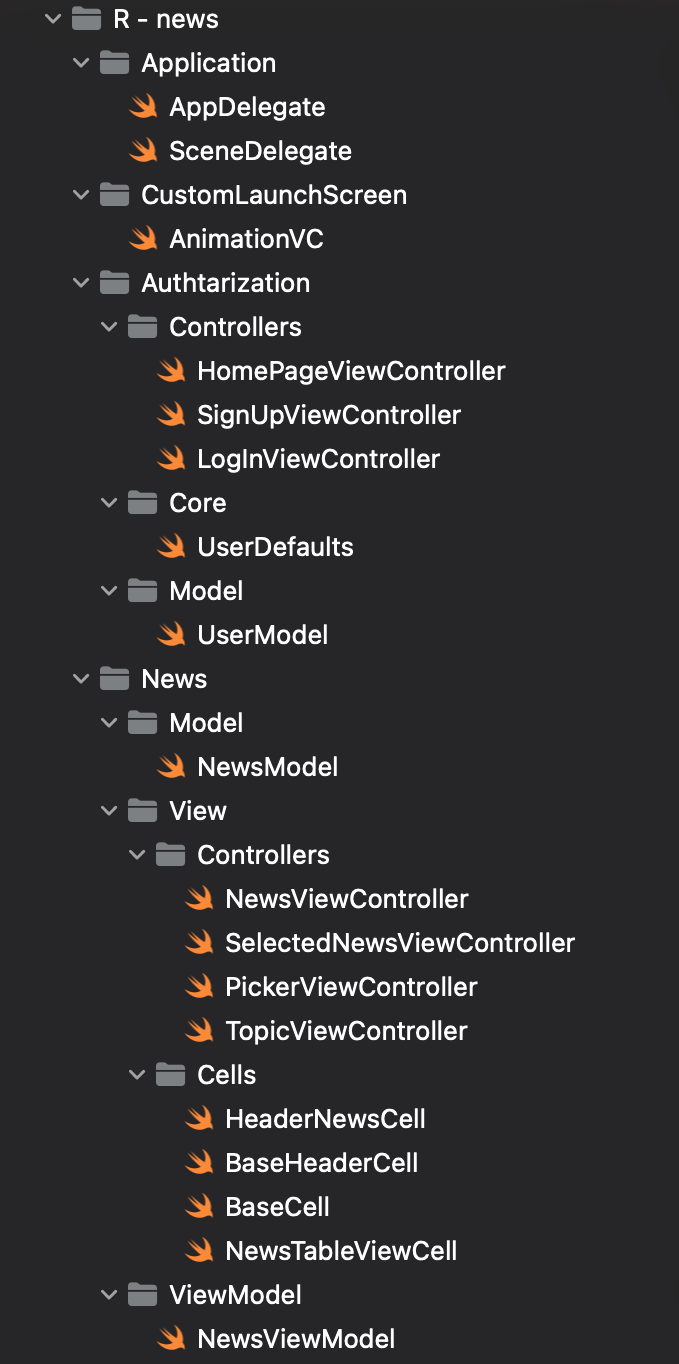 R - news
Application
AppDelegate
SceneDelegate
CustomLaunchScreen
AnimationVC
Authtarization
Controllers
HomePageViewController
SignUpViewController
LogInViewController
Core
UserDefaults
Model
UserModel
News
Model
NewsModel
View
Controllers
NewsViewController
SelectedNewsViewController
PickerViewController
TopicViewController
Cells
HeaderNewsCell
BaseHeaderCell
BaseCell
NewsTableViewCell
ViewModel
NewsViewModel